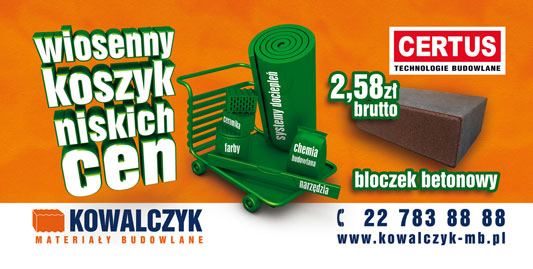 wiosenny
koszyk
niskich
cen
ceramika
farby
systemy dociepleń
chemia
budowlana
narzędzia
CERTUS
TECHNOLOGIE BUDOWLANE
2,58zł
brutto
bloczek betonowy
KOWALCZYK
MATERIAŁY BUDOWLANE
22 783 88 88
www.kowalczyk-mb.pl